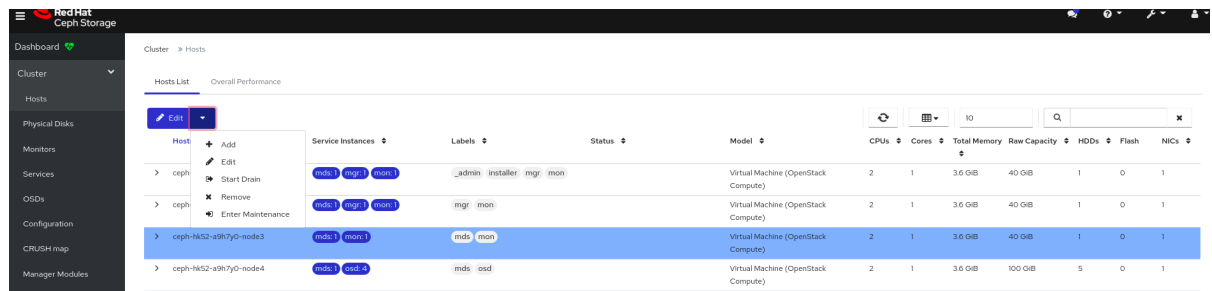 Red Hat
Ceph Storage
Dashboard
Cluster » Hosts
Cluster
Hosts List Overall Performance
Hosts
Edit
10
Physical Disks
Host Service Instances Labels Status Model CPUs Cores Total Memory Raw Capacity HDDs Flash NICs
Add
Monitors
Edit
Services
ceph- mds: 1 mgr: 1 mon: 1 _admin installer mgr mon Virtual Machine (OpenStack Compute) 2 1 3.6 GiB 40 GiB 1 0 1
Start Drain
OSDs
Remove
ceph- mds: 1 mgr: 1 mon: 1 mgr mon Virtual Machine (OpenStack Compute) 2 1 3.6 GiB 40 GiB 1 0 1
Enter Maintenance
Configuration
ceph-hk52-a9h7y0-node3 mds: 1 mon: 1 mds mon Virtual Machine (OpenStack Compute) 2 1 3.6 GiB 40 GiB 1 0 1
CRUSH map
ceph-hk52-a9h7y0-node4 mds: 1 osd: 4 mds osd Virtual Machine (OpenStack Compute) 2 1 3.6 GiB 100 GiB 5 0 1
Manager Modules